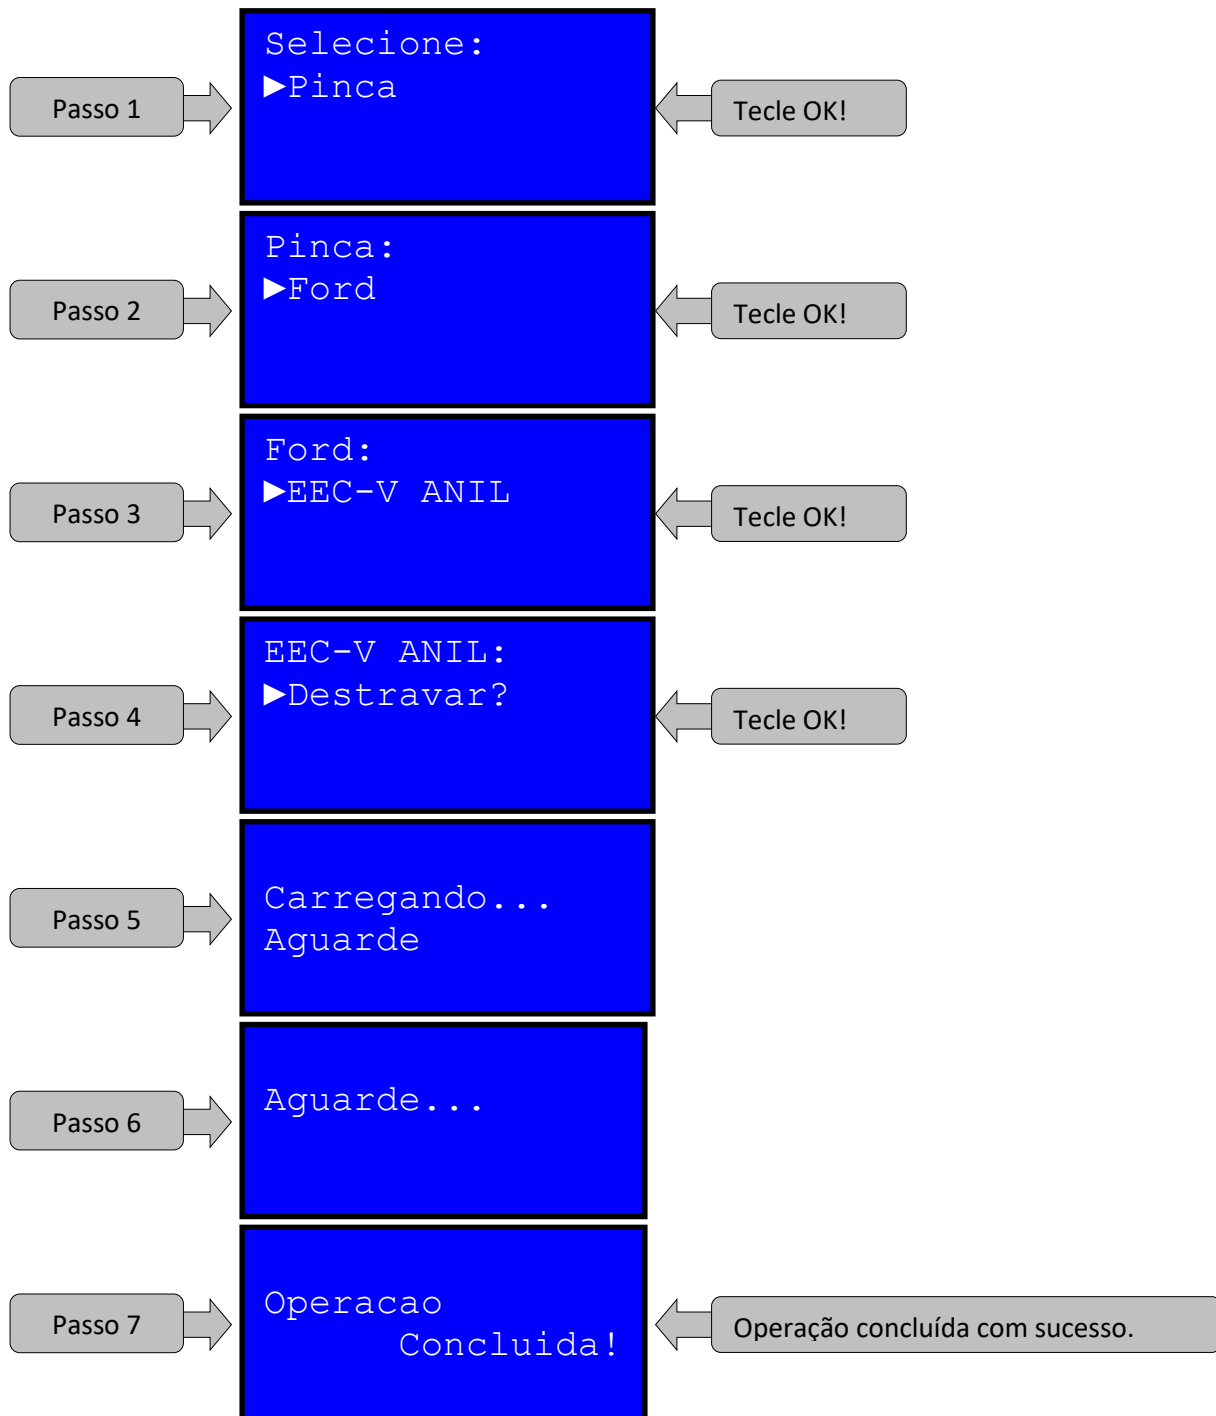 Passo 1
Selecione:
►Pinca
Tecle OK!
Passo 2
Pinca:
►Ford
Tecle OK!
Passo 3
Ford:
►EEC-V ANIL
Tecle OK!
Passo 4
EEC-V ANIL:
►Destravar?
Tecle OK!
Passo 5
Carregando...
Aguarde
Passo 6
Aguarde...
Passo 7
Operacao
Concluida!
Operação concluída com sucesso.